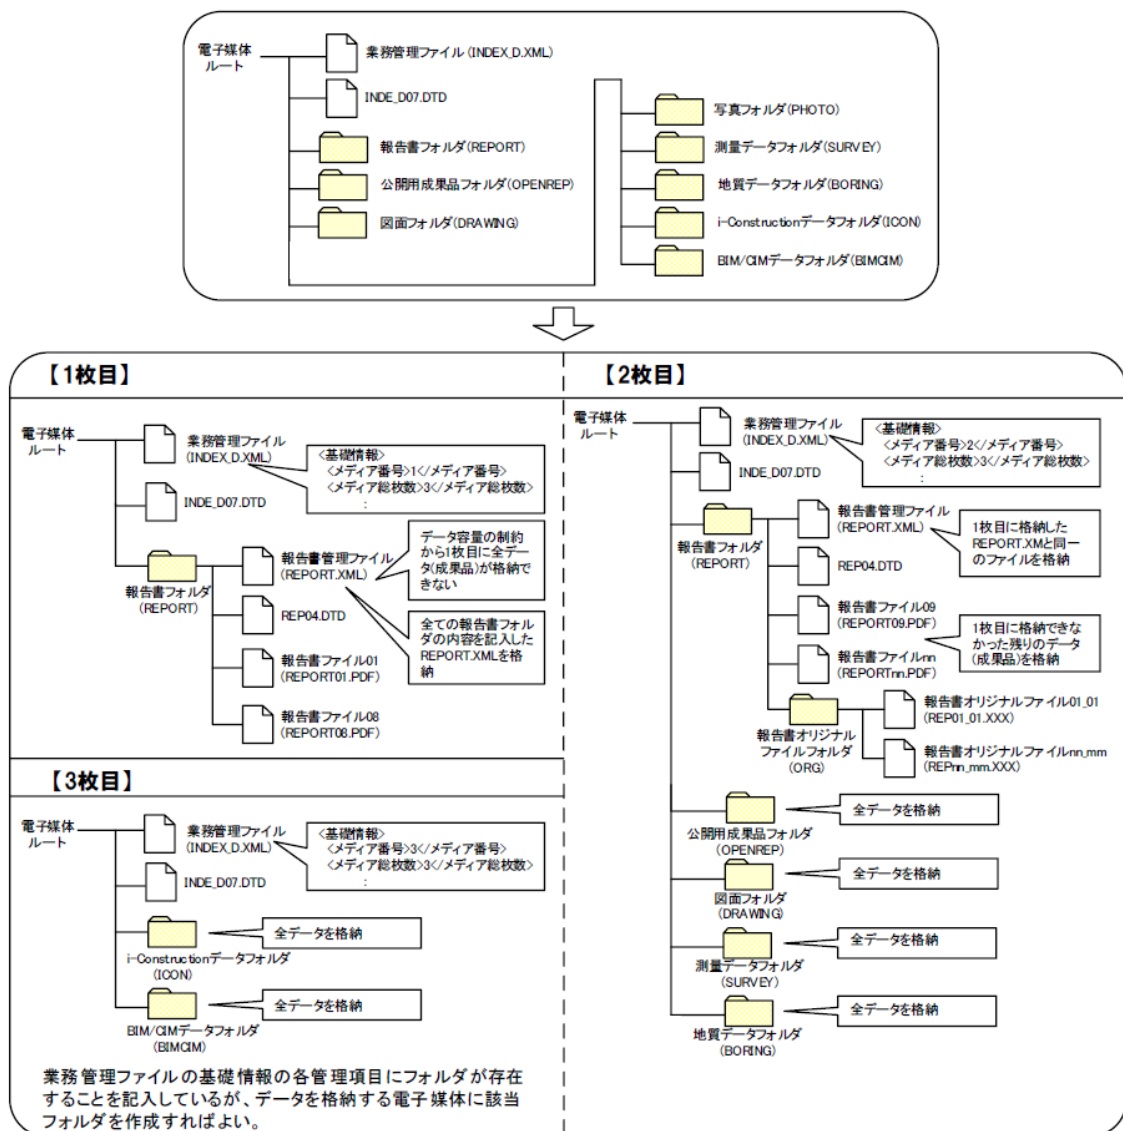 電子媒体
ルート
業務管理ファイル(INDEX_D.XML)
INDE_D07.DTD
報告書フォルダ(REPORT)
公開用成果品フォルダ(OPENREP)
図面フォルダ(DRAWING)
写真フォルダ(PHOTO)
測量データフォルダ(SURVEY)
地質データフォルダ(BORING)
i-Constructionデータフォルダ(ICON)
BIM/CIMデータフォルダ(BIMCIM)
【1枚目】
電子媒体
ルート
業務管理ファイル
(INDEX_D.XML)
<基礎情報>
<メディア番号>1</メディア番号>
<メディア総枚数>3</メディア総枚数>
:
INDE_D07.DTD
報告書フォルダ
(REPORT)
報告書管理ファイル
(REPORT.XML)
データ容量の制約
から1枚目に全デー
タ(成果品)が格納で
きない
REP04.DTD
全ての報告書フォル
ダの内容を記入した
REPORT.XMLを格
納
報告書ファイル01
(REPORT01.PDF)
報告書ファイル08
(REPORT08.PDF)
【2枚目】
電子媒体
ルート
業務管理ファイル
(INDEX_D.XML)
<基礎情報>
<メディア番号>2</メディア番号>
<メディア総枚数>3</メディア総枚数>
:
INDE_D07.DTD
報告書フォルダ
(REPORT)
報告書管理ファイル
(REPORT.XML)
1枚目に格納した
REPORT.XMと同一
のファイルを格納
REP04.DTD
報告書ファイル09
(REPORT09.PDF)
1枚目に格納できな
かった残りのデータ
(成果品)を格納
報告書ファイルnn
(REPORTnn.PDF)
報告書オリジナル
ファイルフォルダ
(ORG)
報告書オリジナルファイル01_01
(REP01_01.XXX)
報告書オリジナルファイルnn_mm
(REPnn_mm.XXX)
公開用成果品フォルダ
(OPENREP)
全データを格納
図面フォルダ
(DRAWING)
全データを格納
測量データフォルダ
(SURVEY)
全データを格納
地質データフォルダ
(BORING)
全データを格納
【3枚目】
電子媒体
ルート
業務管理ファイル
(INDEX_D.XML)
<基礎情報>
<メディア番号>3</メディア番号>
<メディア総枚数>3</メディア総枚数>
:
INDE_D07.DTD
i-Constructionデータフォルダ
(ICON)
全データを格納
BIM/CIMデータフォルダ
(BIMCIM)
全データを格納
業務管理ファイルの基礎情報の各管理項目にフォルダが存在
することを記入しているが、データを格納する電子媒体に該当
フォルダを作成すればよい。